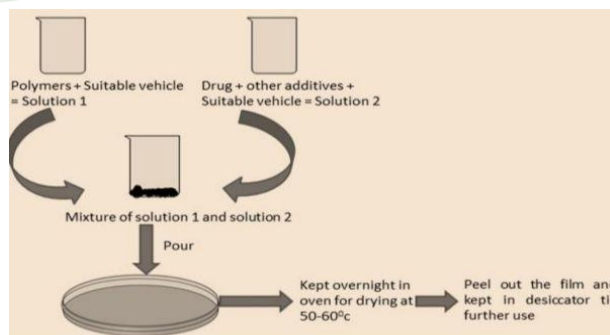 Polymers + Suitable vehicle
= Solution 1
Drug + other additives +
Suitable vehicle = Solution 2
Mixture of solution 1 and solution 2
Pour
Kept overnight in
oven for drying at
50-60⁰c
Peel out the film and
kept in desiccator
further use